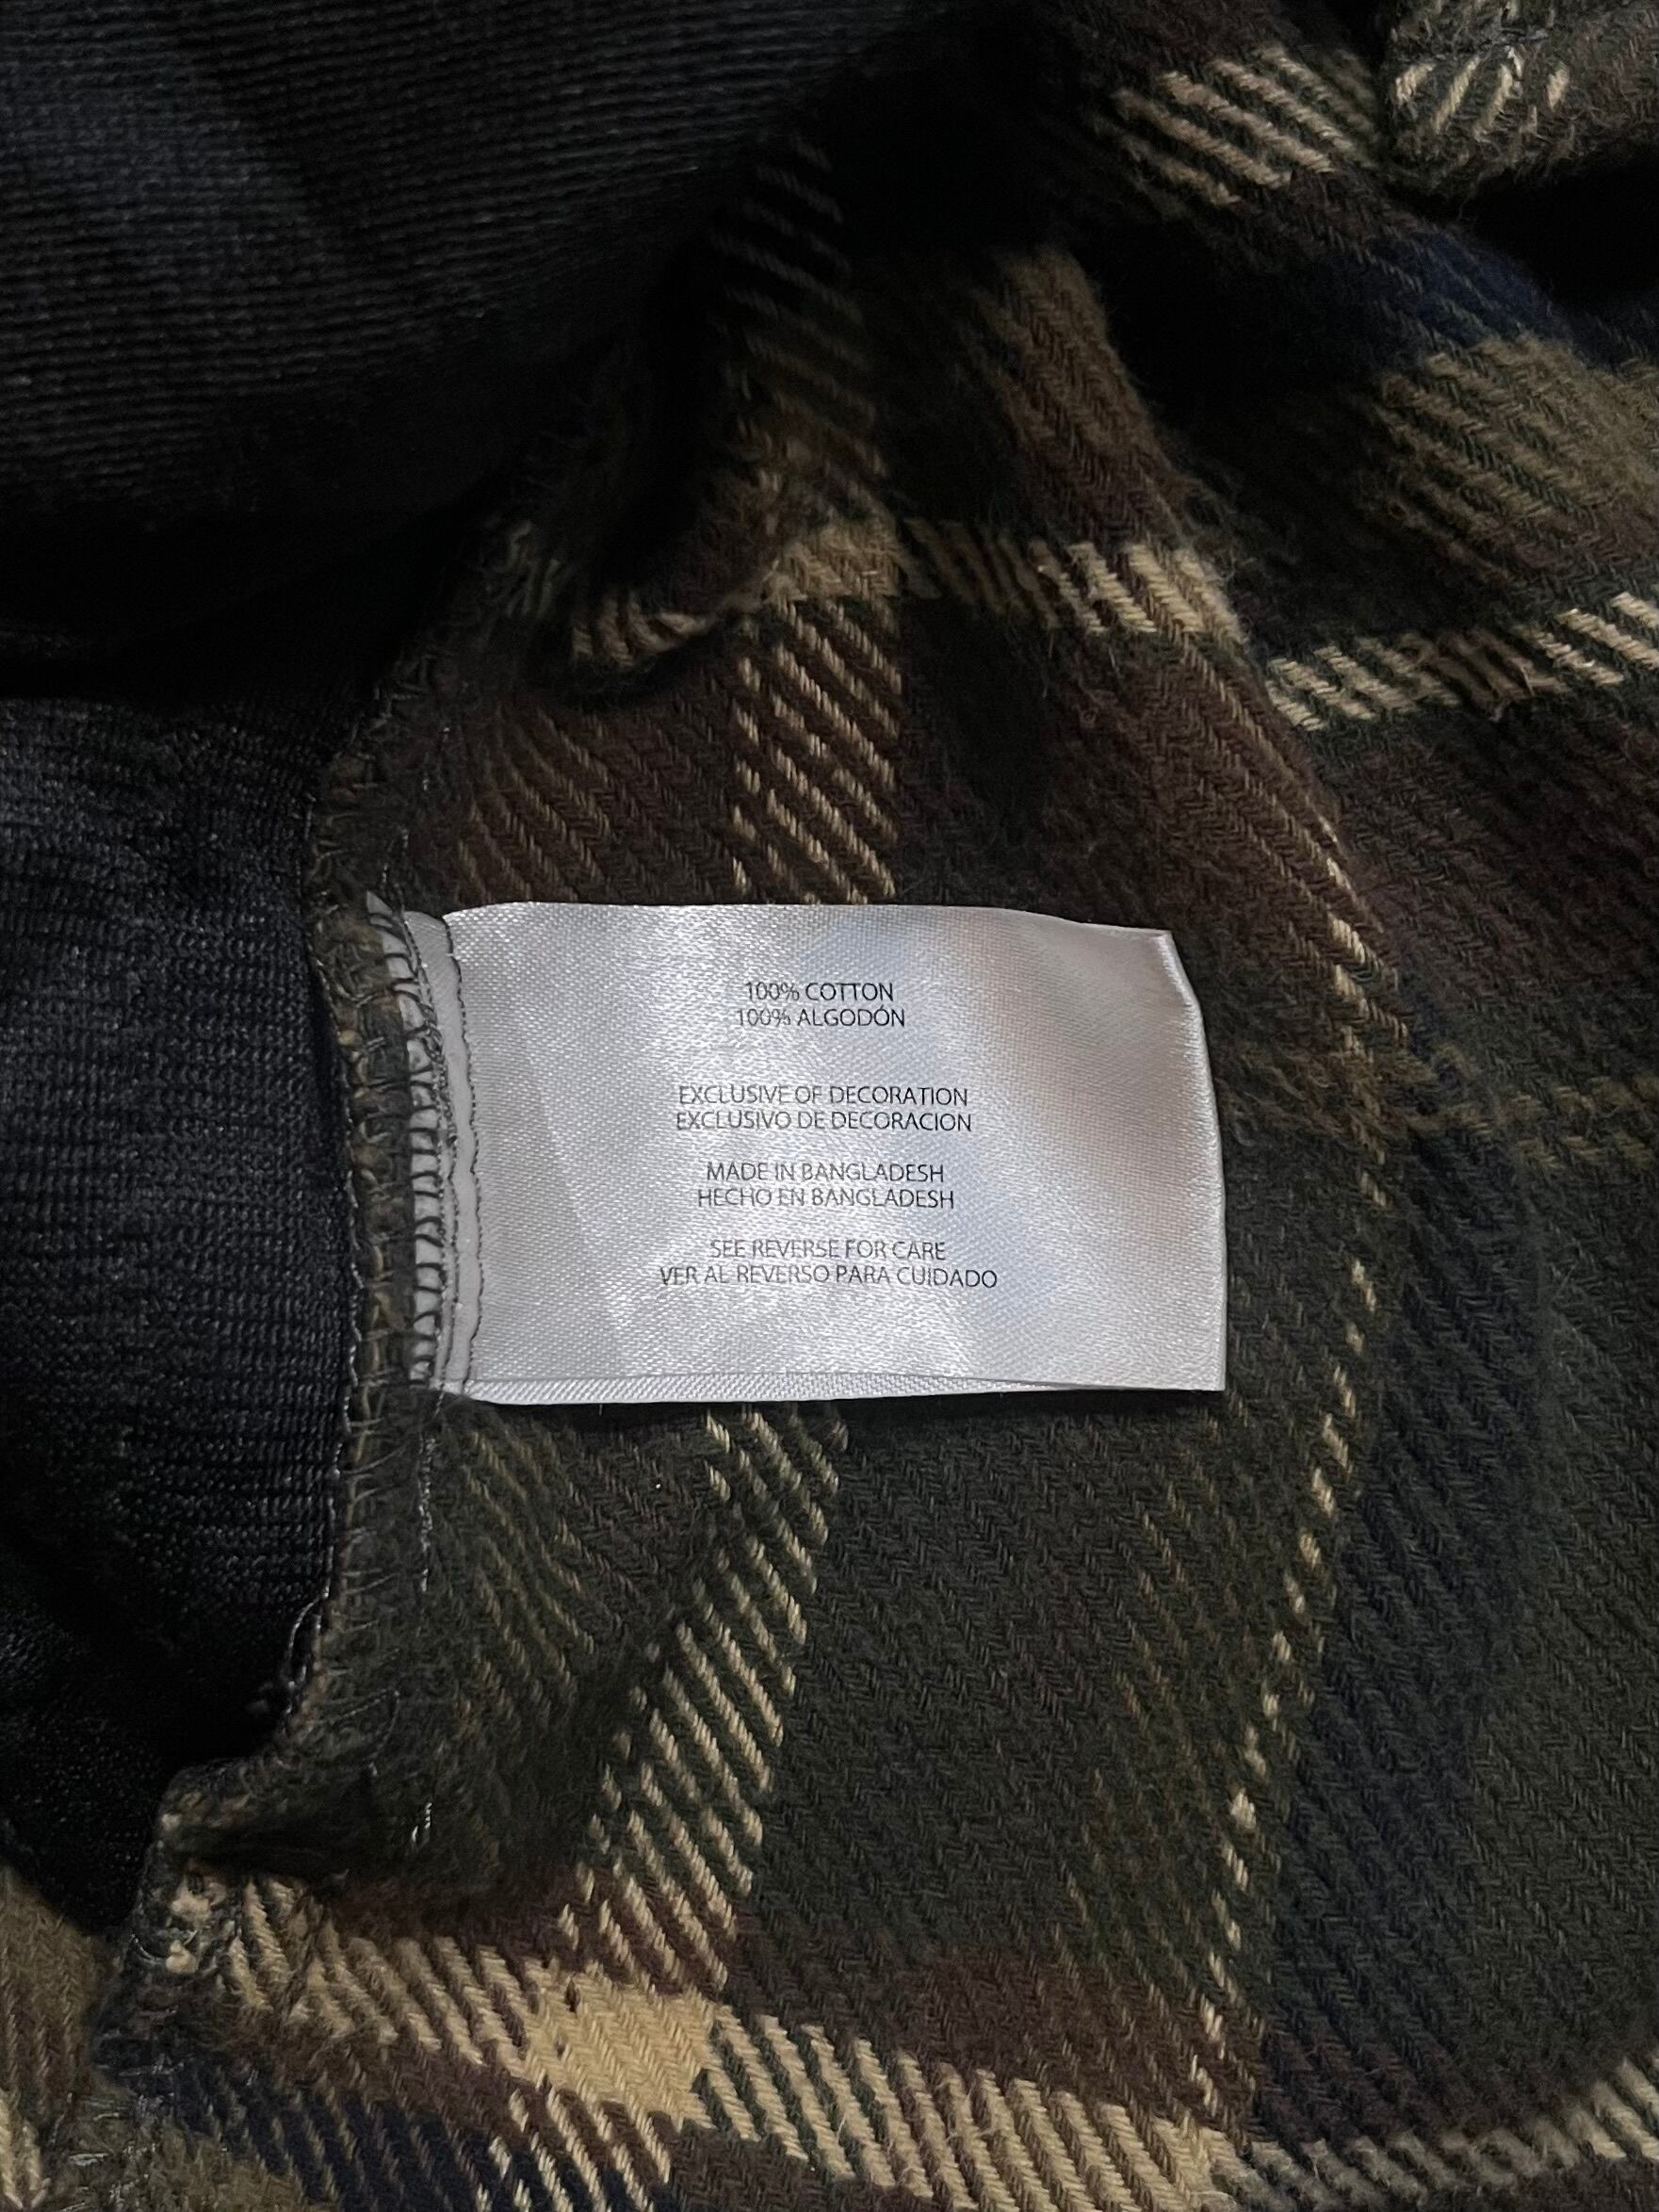 100% COTTON
100% ALGODÓN
EXCLUSIVE OF DECORATION
EXCLUSIVO DE DECORACION
MADE IN BANGLADESH
HECHO EN BANGLADESH
SEE REVERSE FOR CARE
VER AL REVERSO PARA CUIDADO